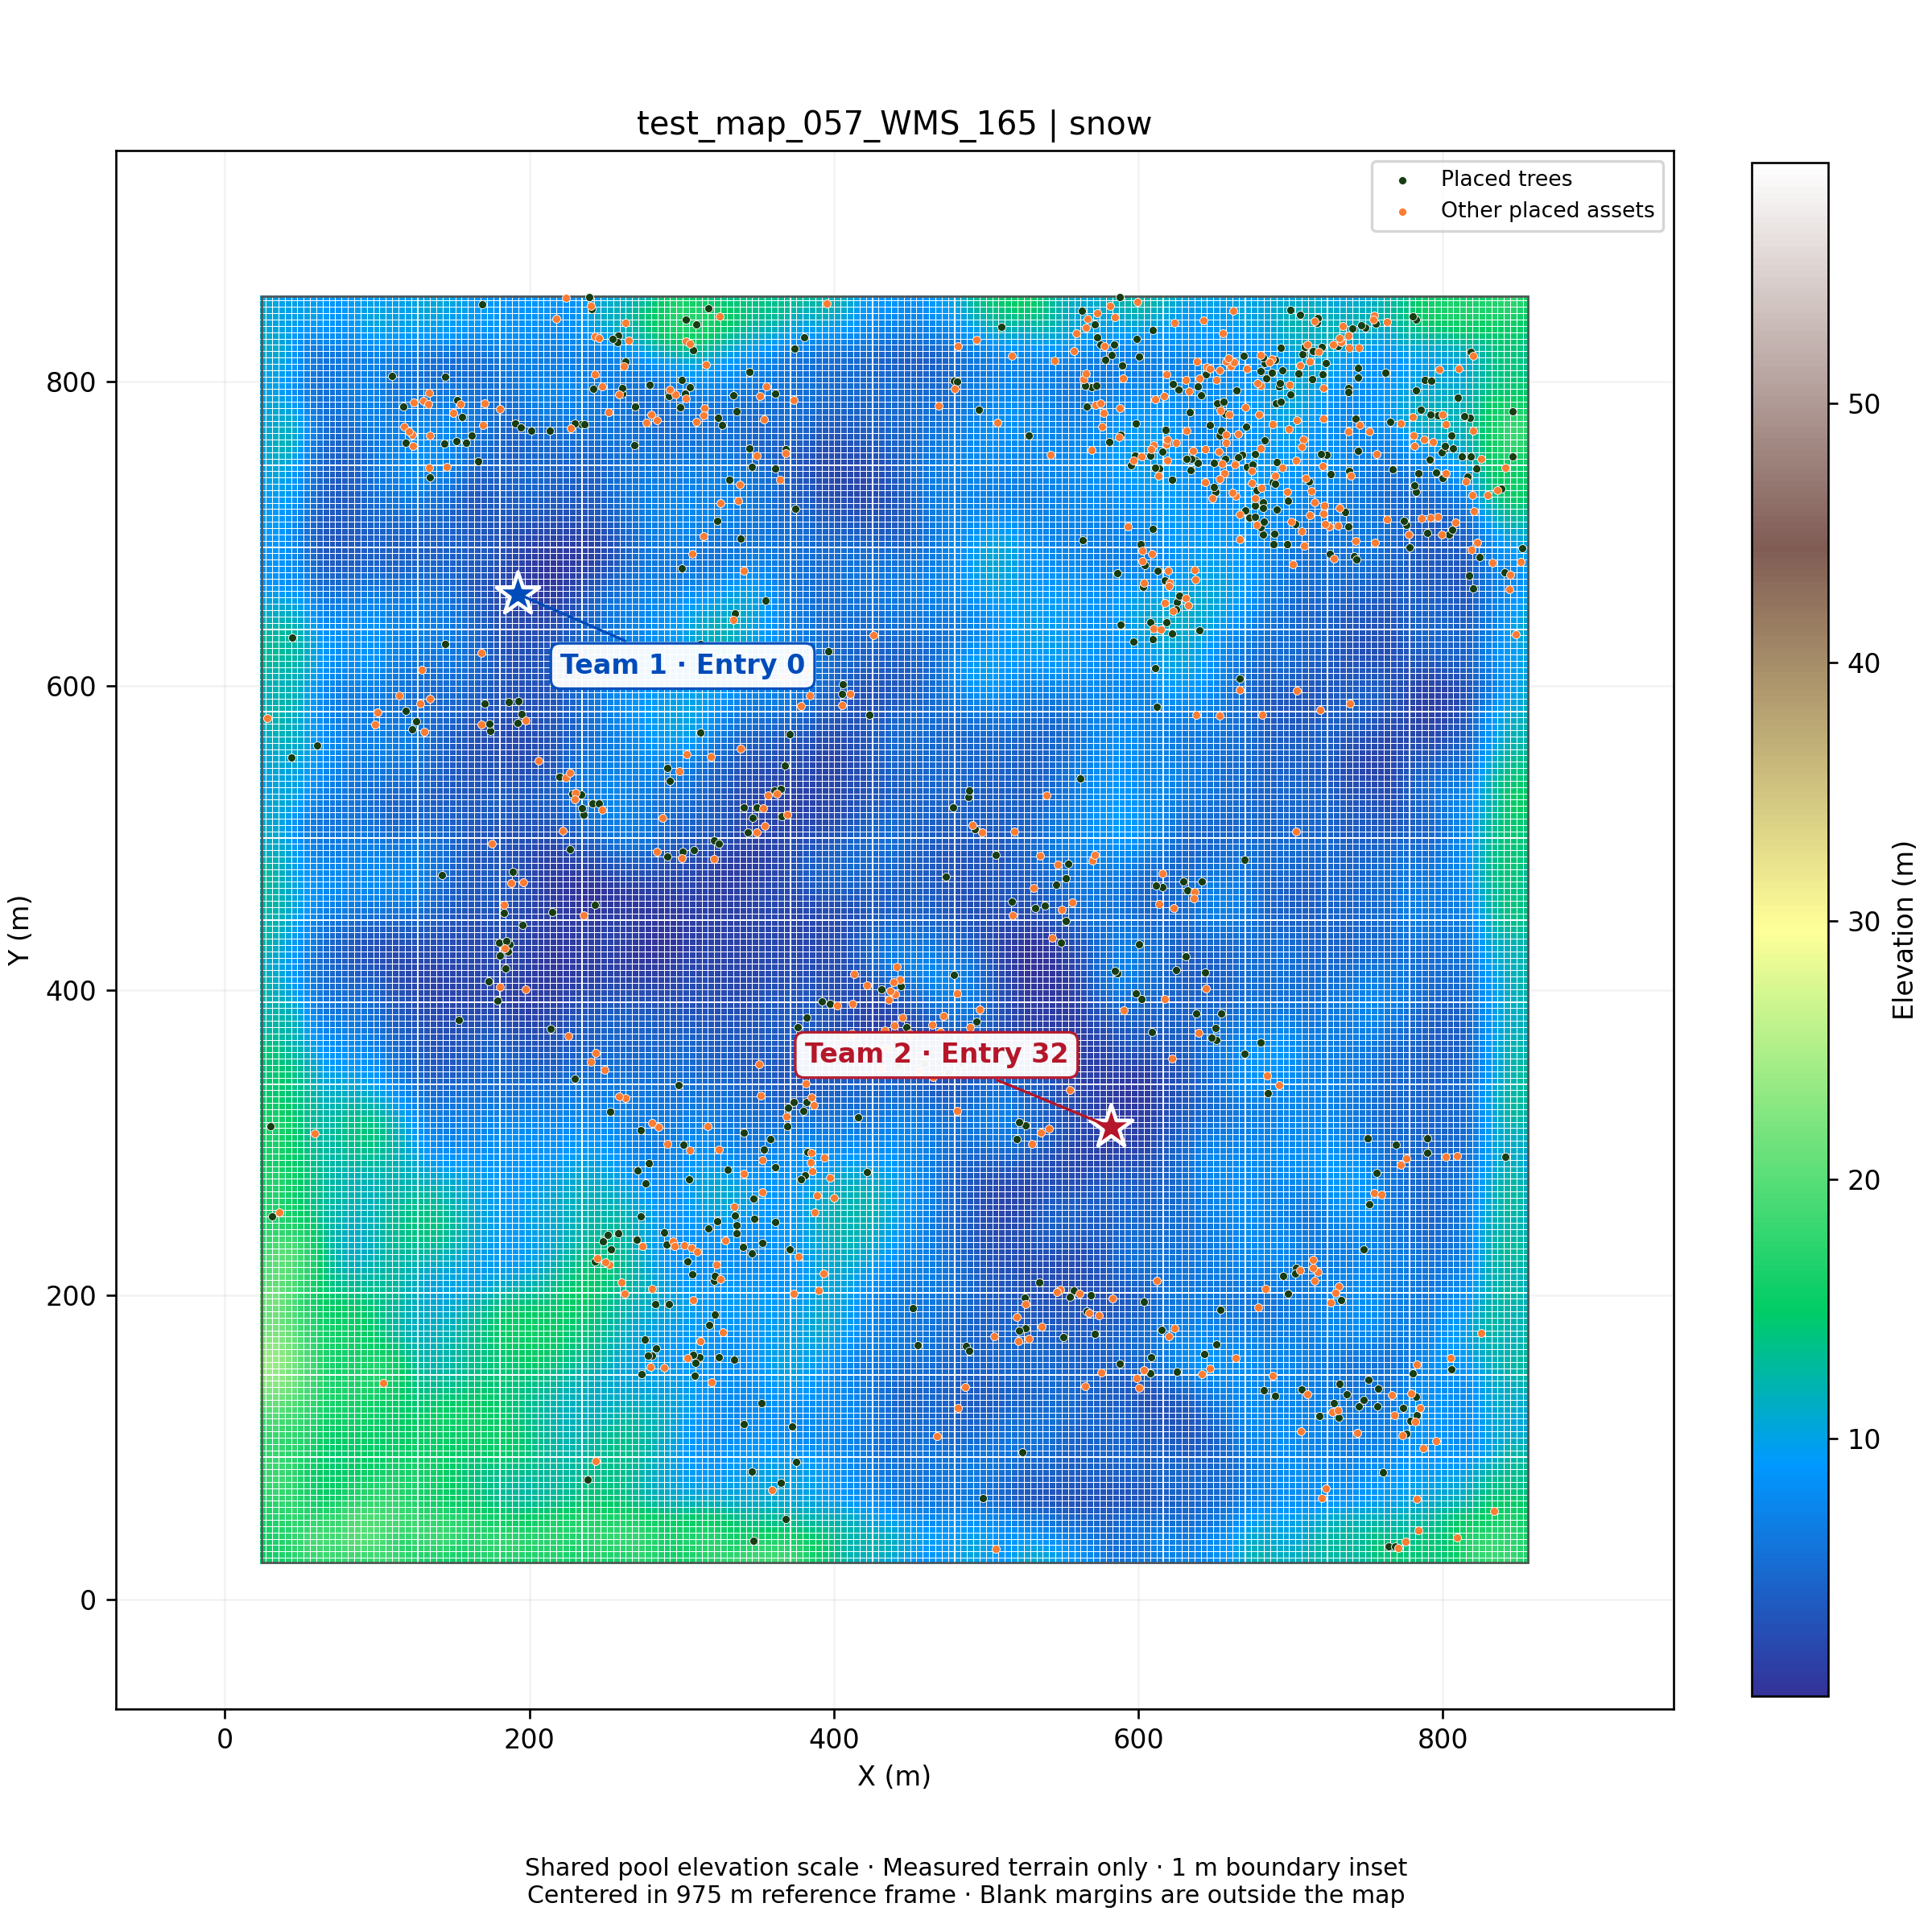 test_map_057_WMS_165 | snow
Placed trees
Other placed assets
Team 1 · Entry 0
Team 2 · Entry 32
800
600
400
200
0
Y (m)
0
200
400
600
800
X (m)
50
40
30
20
10
Elevation (m)
Shared pool elevation scale · Measured terrain only · 1 m boundary inset
Centered in 975 m reference frame · Blank margins are outside the map